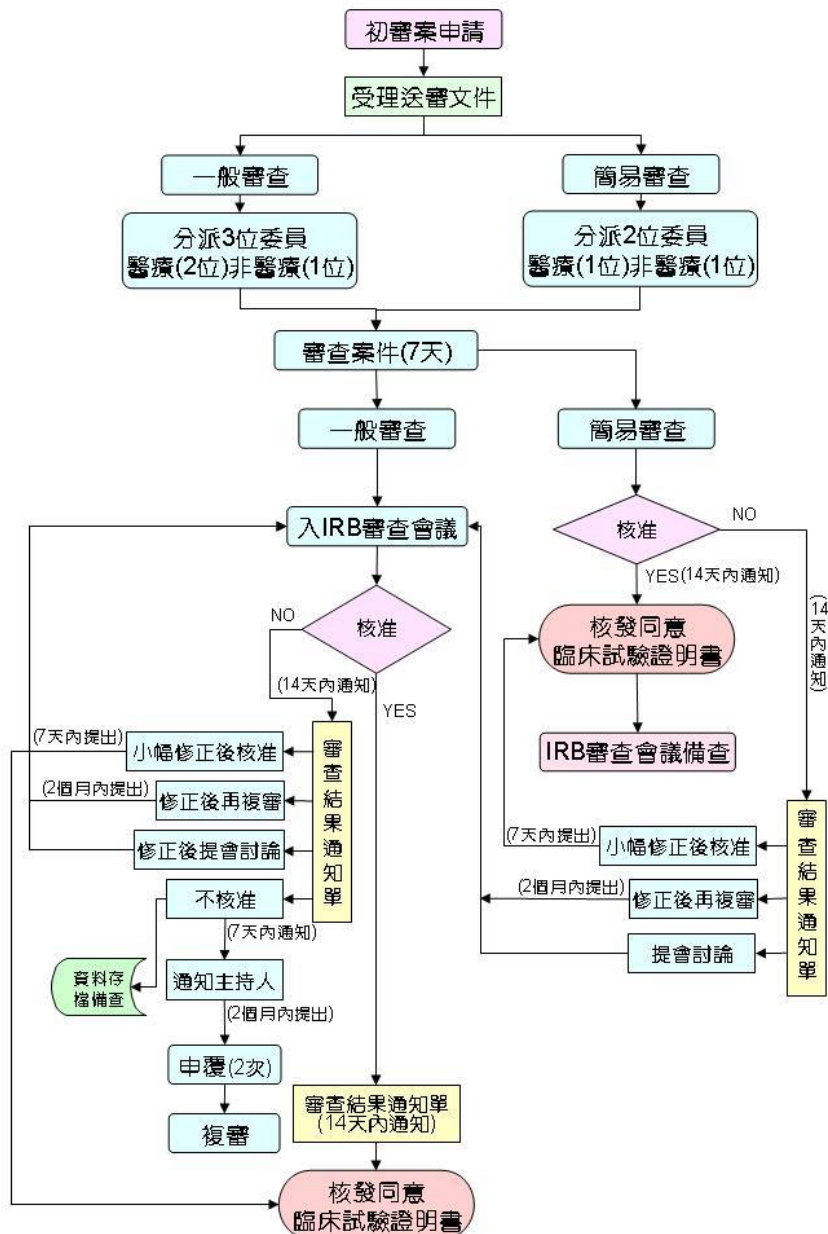 初審案申請
受理送審文件
一般審查
簡易審查
分派3位委員
醫療(2位)非醫療(1位)
分派2位委員
醫療(1位)非醫療(1位)
審查案件(7天)
一般審查
簡易審查
入IRB審查會議
核准
NO
YES(14天內通知)
(14天內通知)
核發同意
臨床試驗證明書
IRB審查會議備查
審查結果通知單
(7天內提出)
小幅修正後核准
(2個月內提出)
修正後再複審
提會討論
核准
NO
(14天內通知)
YES
審查結果通知單
(7天內提出)
小幅修正後核准
(2個月內提出)
修正後再複審
修正後提會討論
不核准
(7天內通知)
資料存
檔備查
通知主持人
(2個月內提出)
申覆(2次)
複審
審查結果通知單
(14天內通知)
核發同意
臨床試驗證明書